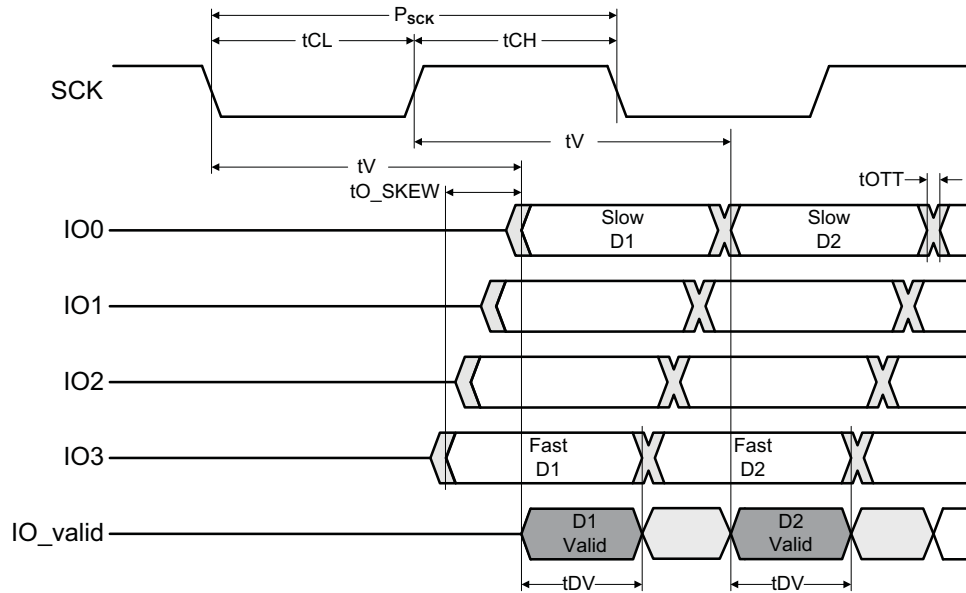 P_SCK
tCL
tCH
SCK
tV
tV
tO_SKEW
tOTT
IO0
Slow
D1
Slow
D2
IO1
IO2
IO3
Fast
D1
Fast
D2
IO_valid
D1
Valid
D2
Valid
tDV
tDV